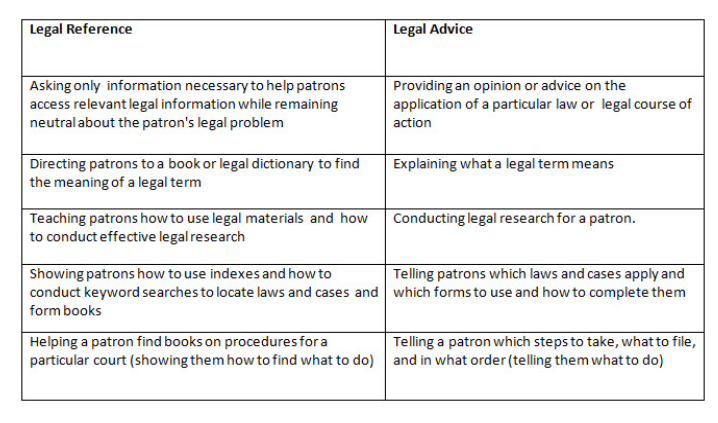 Legal Reference
Legal Advice
Asking only information necessary to help patrons
access relevant legal information while remaining
neutral about the patron's legal problem
Providing an opinion or advice on the
application of a particular law or legal course of
action
Directing patrons to a book or legal dictionary to find
the meaning of a legal term
Explaining what a legal term means
Teaching patrons how to use legal materials and how
to conduct effective legal research
Conducting legal research for a patron.
Showing patrons how to use indexes and how to
conduct keyword searches to locate laws and cases and
form books
Telling patrons which laws and cases apply and
which forms to use and how to complete them
Helping a patron find books on procedures for a
particular court (showing them how to find what to do)
Telling a patron which steps to take, what to file,
and in what order (telling them what to do)